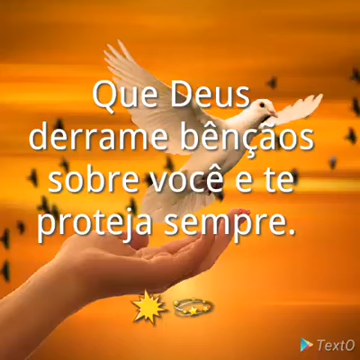 Que Deus
derrame bênçãos
sobre você e te
proteja sempre.
TextO